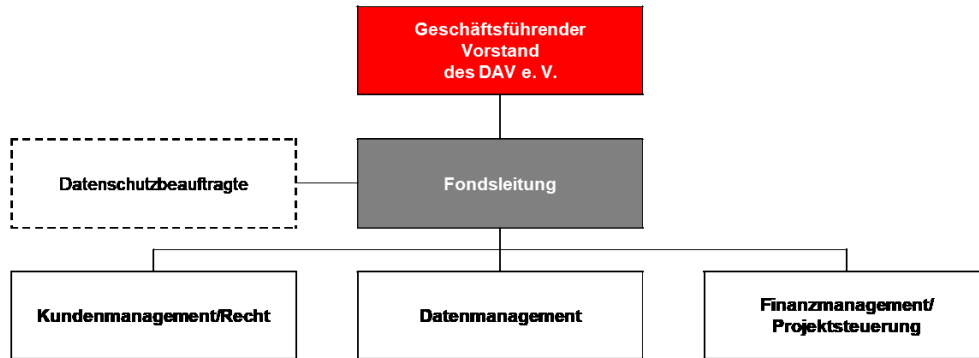 Geschäftsführender
Vorstand
des DAV e. V.
Datenschutzbeauftragte
Fondsleitung
Kundenmanagement/Recht
Datenmanagement
Finanzmanagement/
Projektsteuerung